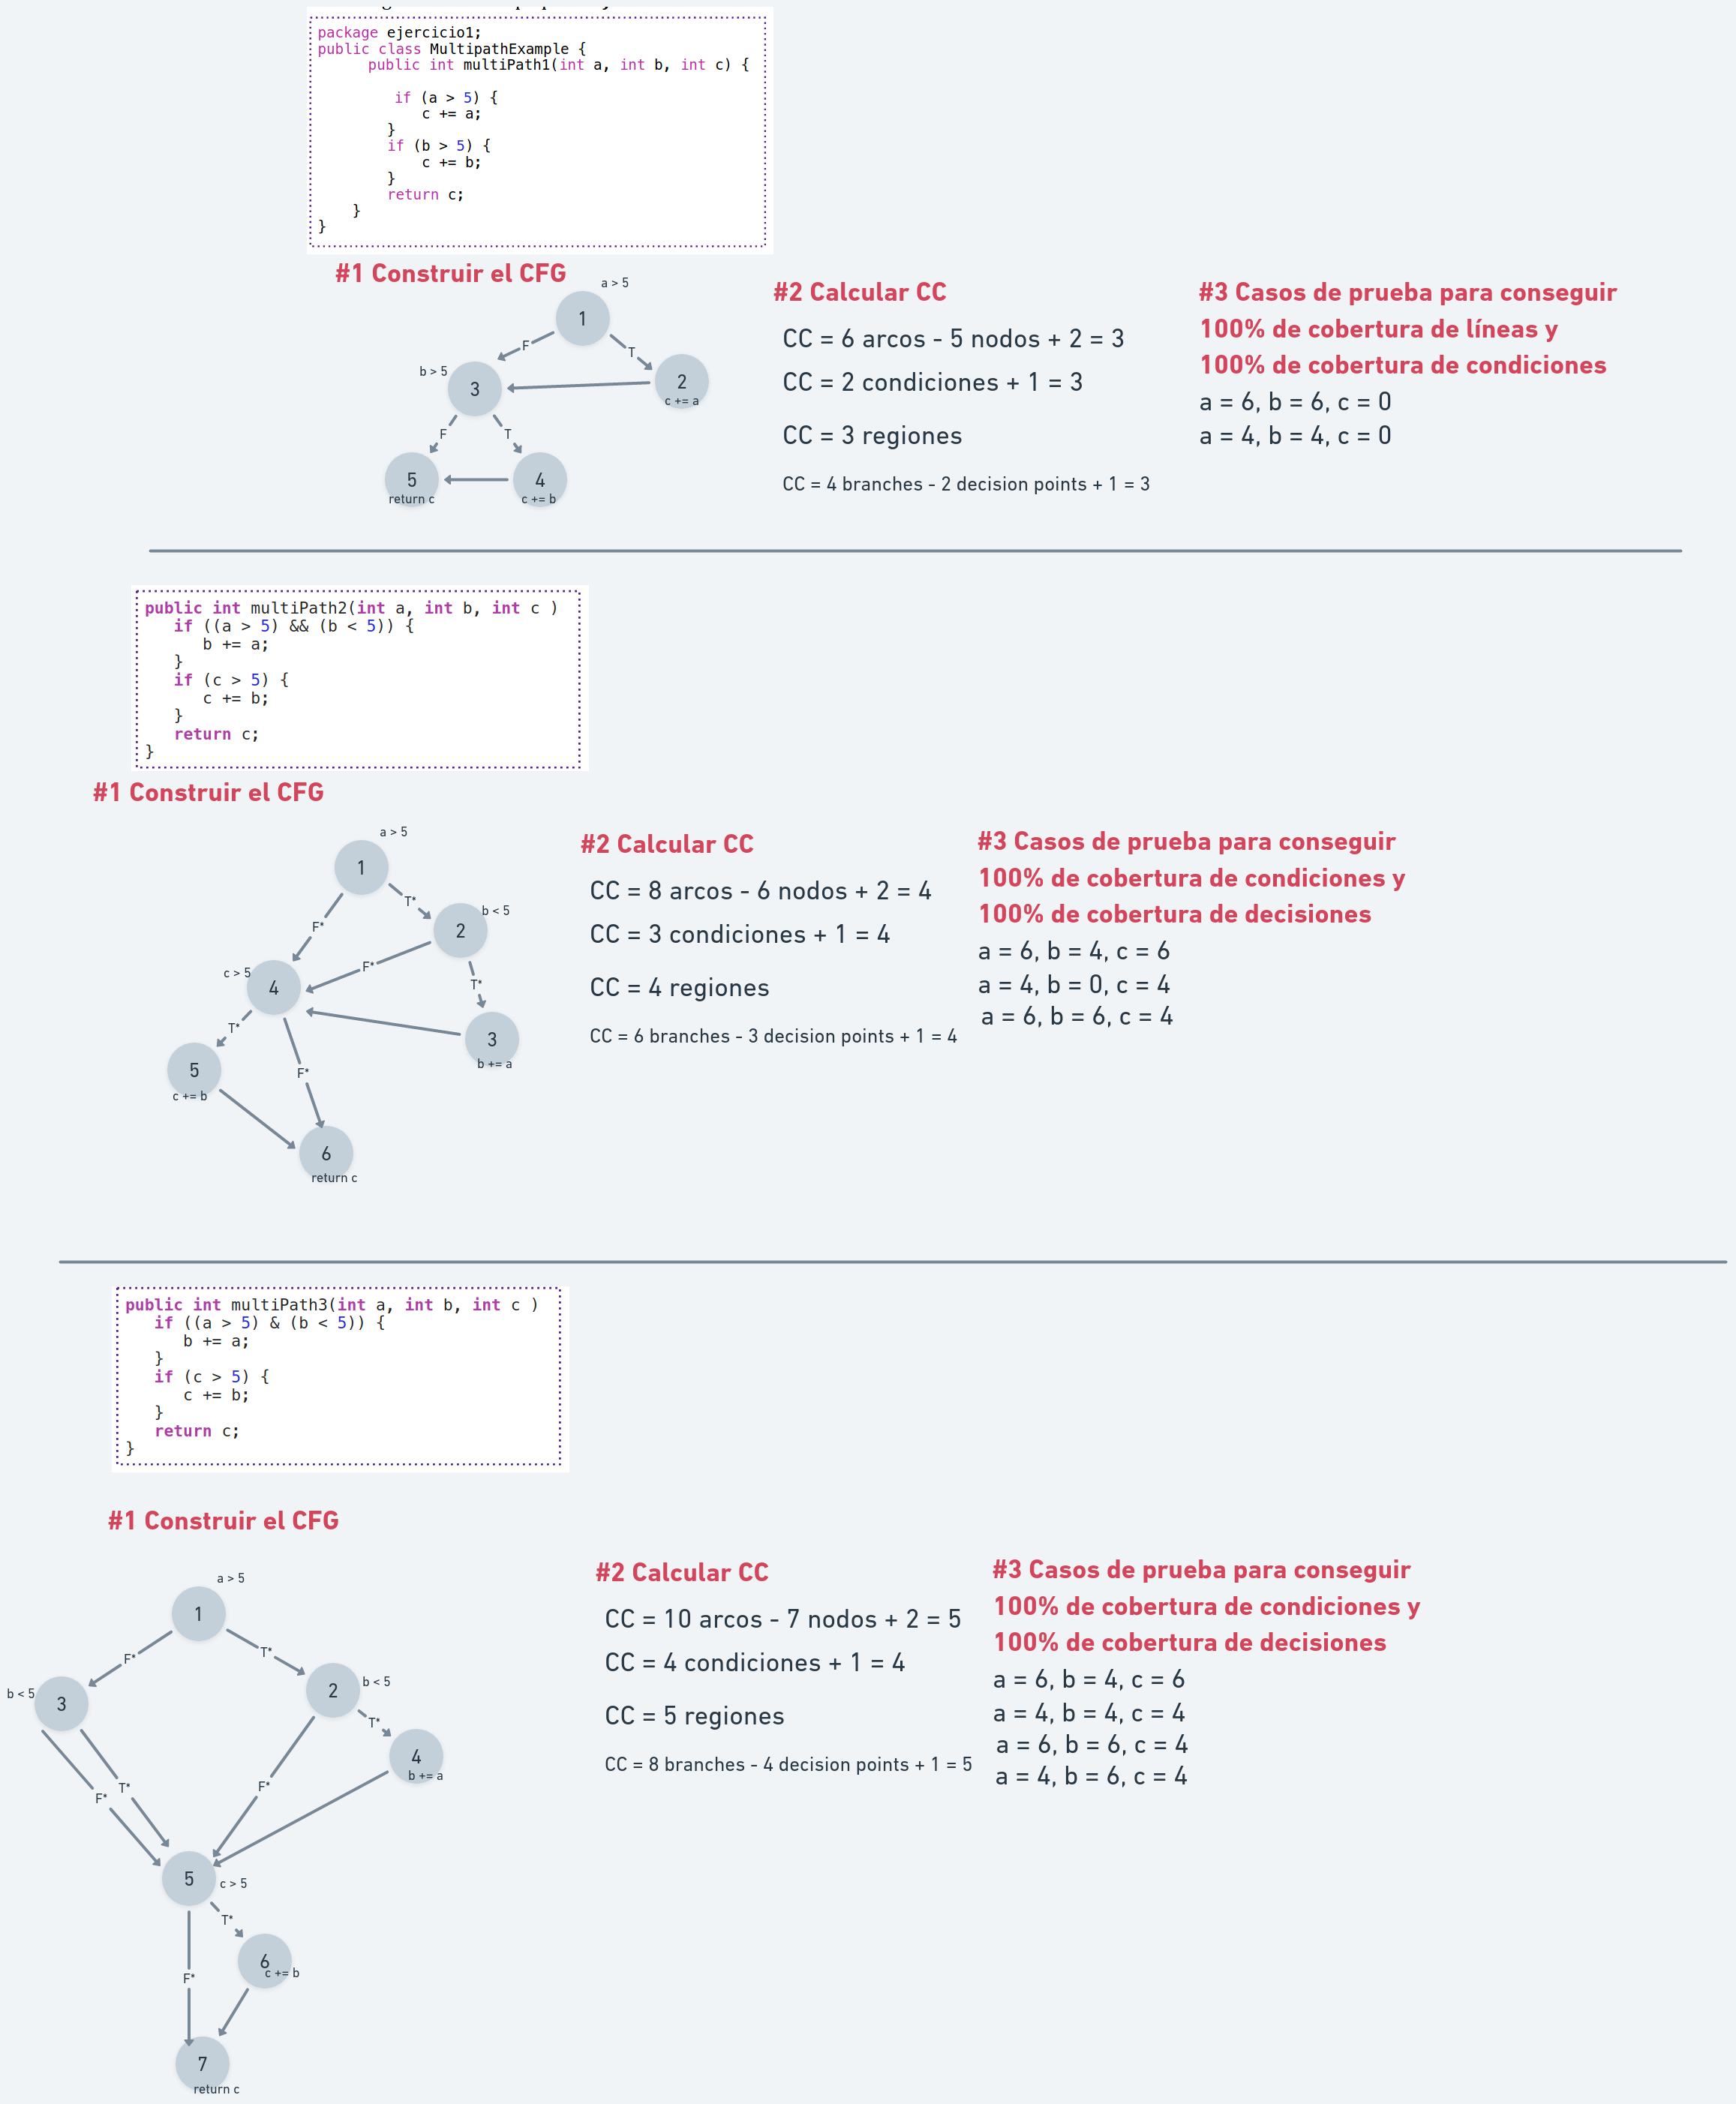 package ejercicio1;
public class MultipathExample {
public int multiPath1(int a, int b, int c) {
if (a > 5) {
c += a;
}
if (b > 5) {
c += b;
}
return c;
}
}
#1 Construir el CFG
a > 5
1
F
T
b > 5
3
2
c += a
F
T
5
return c
4
c += b
#2 Calcular CC
CC = 6 arcos - 5 nodos + 2 = 3
CC = 2 condiciones + 1 = 3
CC = 3 regiones
CC = 4 branches - 2 decision points + 1 = 3
#3 Casos de prueba para conseguir
100% de cobertura de líneas y
100% de cobertura de condiciones
a = 6, b = 6, c = 0
a = 4, b = 4, c = 0
public int multiPath2(int a, int b, int c )
if ((a > 5) && (b < 5)) {
b += a;
}
if (c > 5) {
c += b;
}
return c;
}
#1 Construir el CFG
a > 5
1
T*
F*
b < 5
2
F*
c > 5
4
T*
T*
3
b += a
5
c += b
F*
6
return c
#2 Calcular CC
CC = 8 arcos - 6 nodos + 2 = 4
CC = 3 condiciones + 1 = 4
CC = 4 regiones
CC = 6 branches - 3 decision points + 1 = 4
#3 Casos de prueba para conseguir
100% de cobertura de condiciones y
100% de cobertura de decisiones
a = 6, b = 4, c = 6
a = 4, b = 0, c = 4
a = 6, b = 6, c = 4
public int multiPath3(int a, int b, int c )
if ((a > 5) & (b < 5)) {
b += a;
}
if (c > 5) {
c += b;
}
return c;
}
#1 Construir el CFG
a > 5
1
F*
T*
b < 5
3
2
b < 5
T*
4
b += a
F*
T*
F*
5
c > 5
T*
6
c += b
F*
7
return c
#2 Calcular CC
CC = 10 arcos - 7 nodos + 2 = 5
CC = 4 condiciones + 1 = 4
CC = 5 regiones
CC = 8 branches - 4 decision points + 1 = 5
#3 Casos de prueba para conseguir
100% de cobertura de condiciones y
100% de cobertura de decisiones
a = 6, b = 4, c = 6
a = 4, b = 4, c = 4
a = 6, b = 6, c = 4
a = 4, b = 6, c = 4